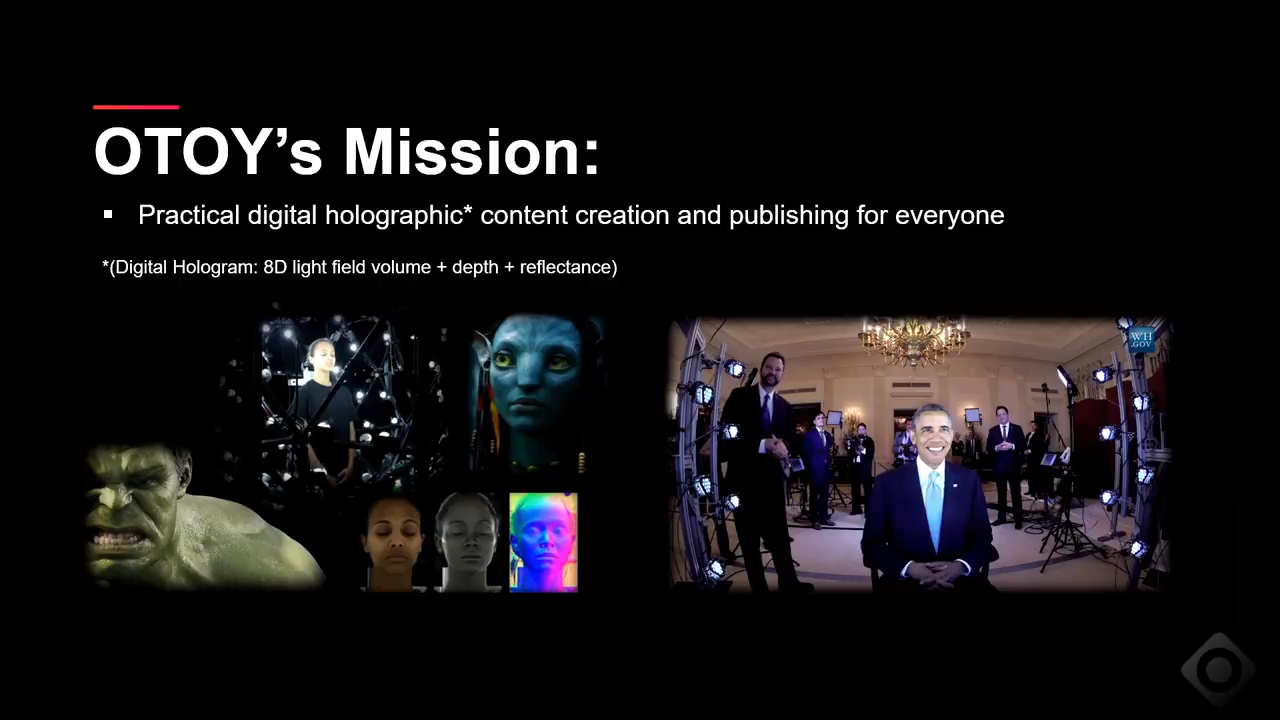 OTOY’s Mission:
▪ Practical digital holographic* content creation and publishing for everyone
*(Digital Hologram: 8D light field volume + depth + reflectance)
WH
.GOV